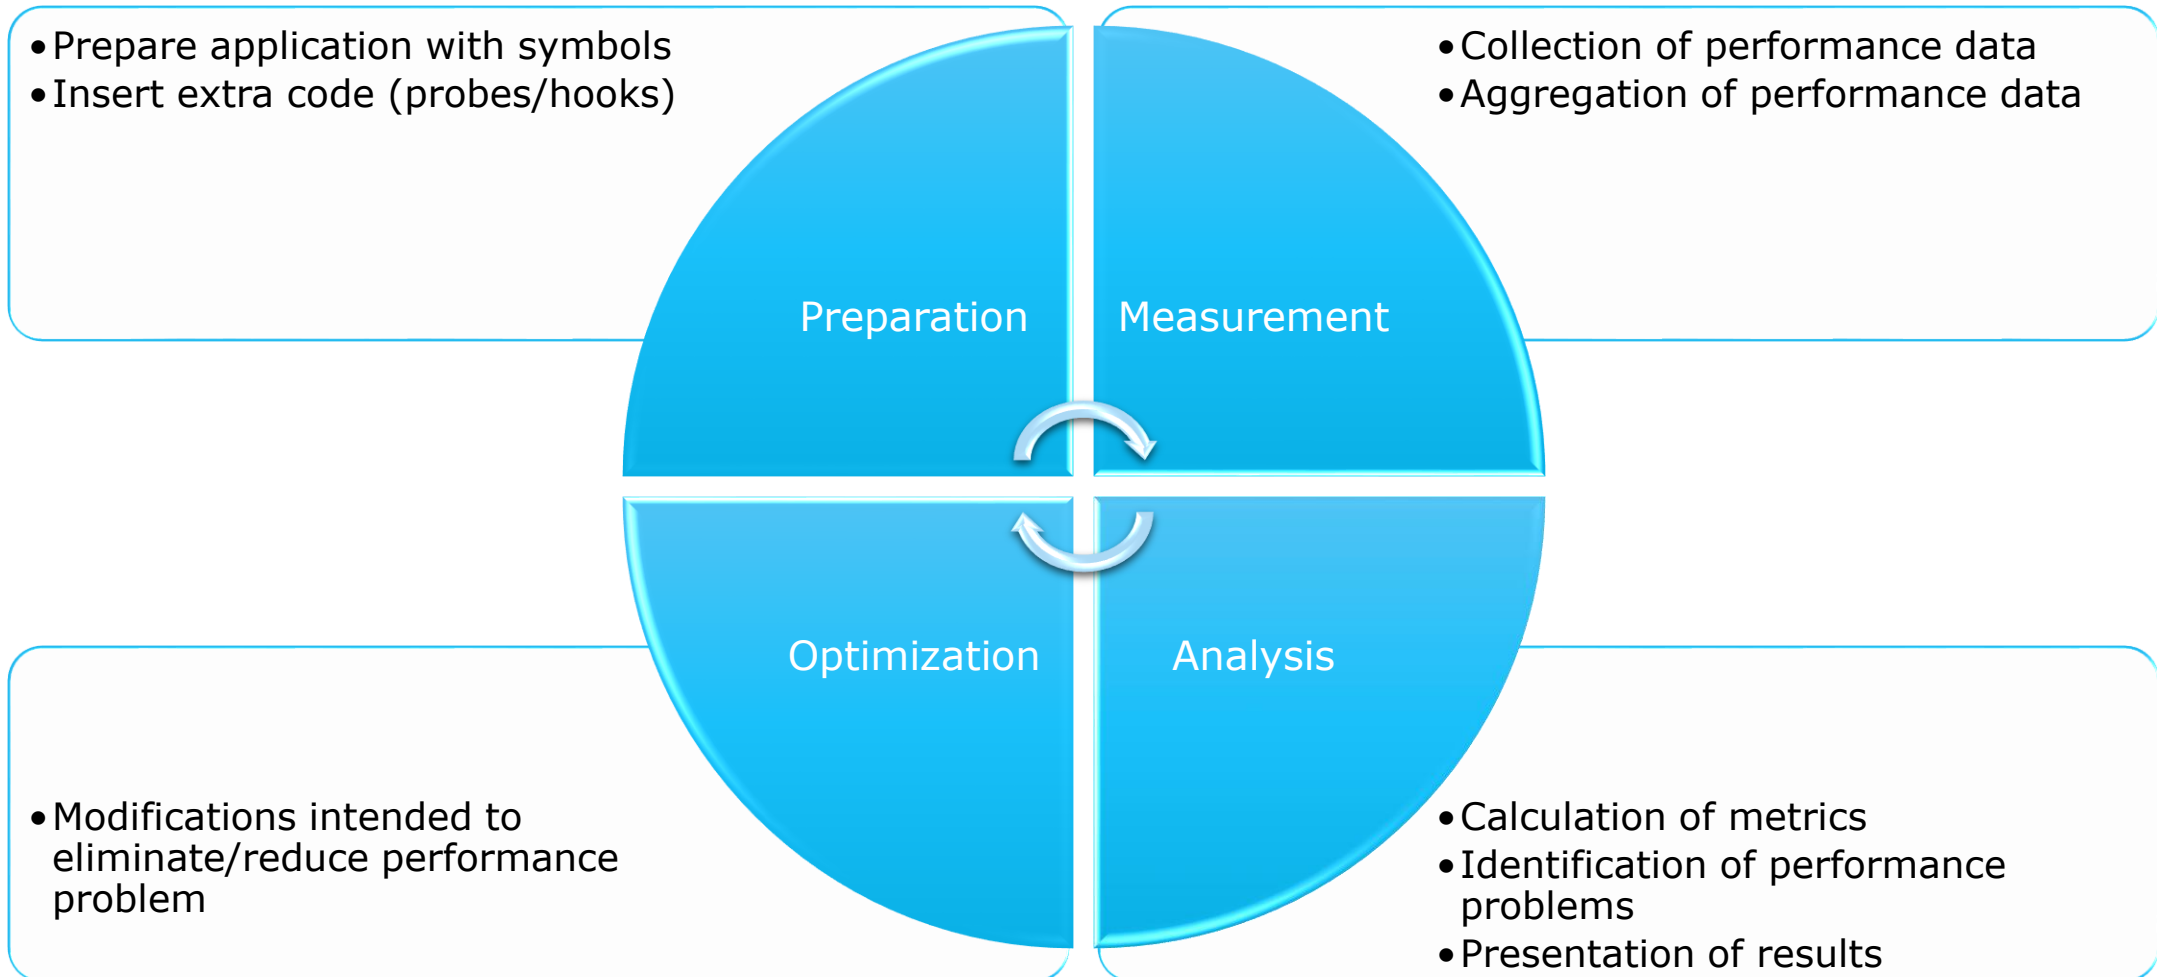 •Prepare application with symbols
•Insert extra code (probes/hooks)
•Collection of performance data
•Aggregation of performance data
Preparation
Measurement
Optimization
Analysis
•Modifications intended to
eliminate/reduce performance
problem
•Calculation of metrics
•Identification of performance
problems
•Presentation of results